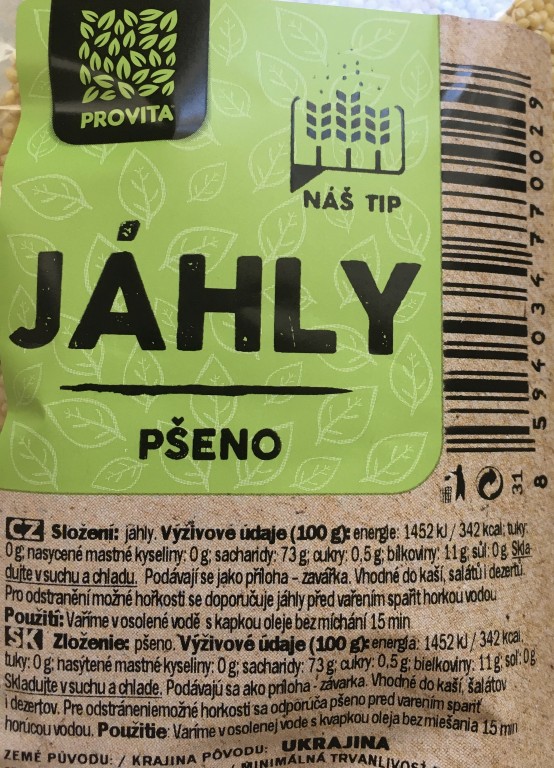 PROVITA
NÁŠ TIP
JÁHLY
PŠENO
8 594034 770029
31
CZ Složení: jáhly. Výživové údaje (100 g): energie: 1452 kJ / 342 kcal; tuky:
0 g; nasycené mastné kyseliny: 0 g; sacharidy: 73 g; cukry: 0,5 g; bílkoviny: 11 g; sůl: 0 g. Skla-
dujte v suchu a chladu. Podávají se jako příloha - zavářka. Vhodné do kaší, salátů i dezertů.
Pro odstranění možné hořkosti se doporučuje jáhly před vařením spařit horkou vodou.
Použití: Vaříme v osolené vodě s kapkou oleje bez míchání 15 min
SK Zloženie: pšeno. Výživové údaje (100 g): energia: 1452 kJ / 342 kcal,
tuky: 0 g; nasýtené mastné kyseliny: 0 g; sacharidy: 73 g; cukry: 0,5 g; bielkoviny: 11 g; soľ: 0 g
Skladujte v suchu a chlade. Podávajú sa ako príloha - závarka. Vhodné do kaší, šalátov
i dezertov. Pre odstráneniemožné horkosti sa odporúča pšeno pred varením spariť
horúcou vodou. Použitie: Varíme v osolenej vode s kvapkou oleja bez miešania 15 min
ZEMĚ PŮVODU: / KRAJINA PÔVODU: UKRAJINA
MINIMÁLNÁ